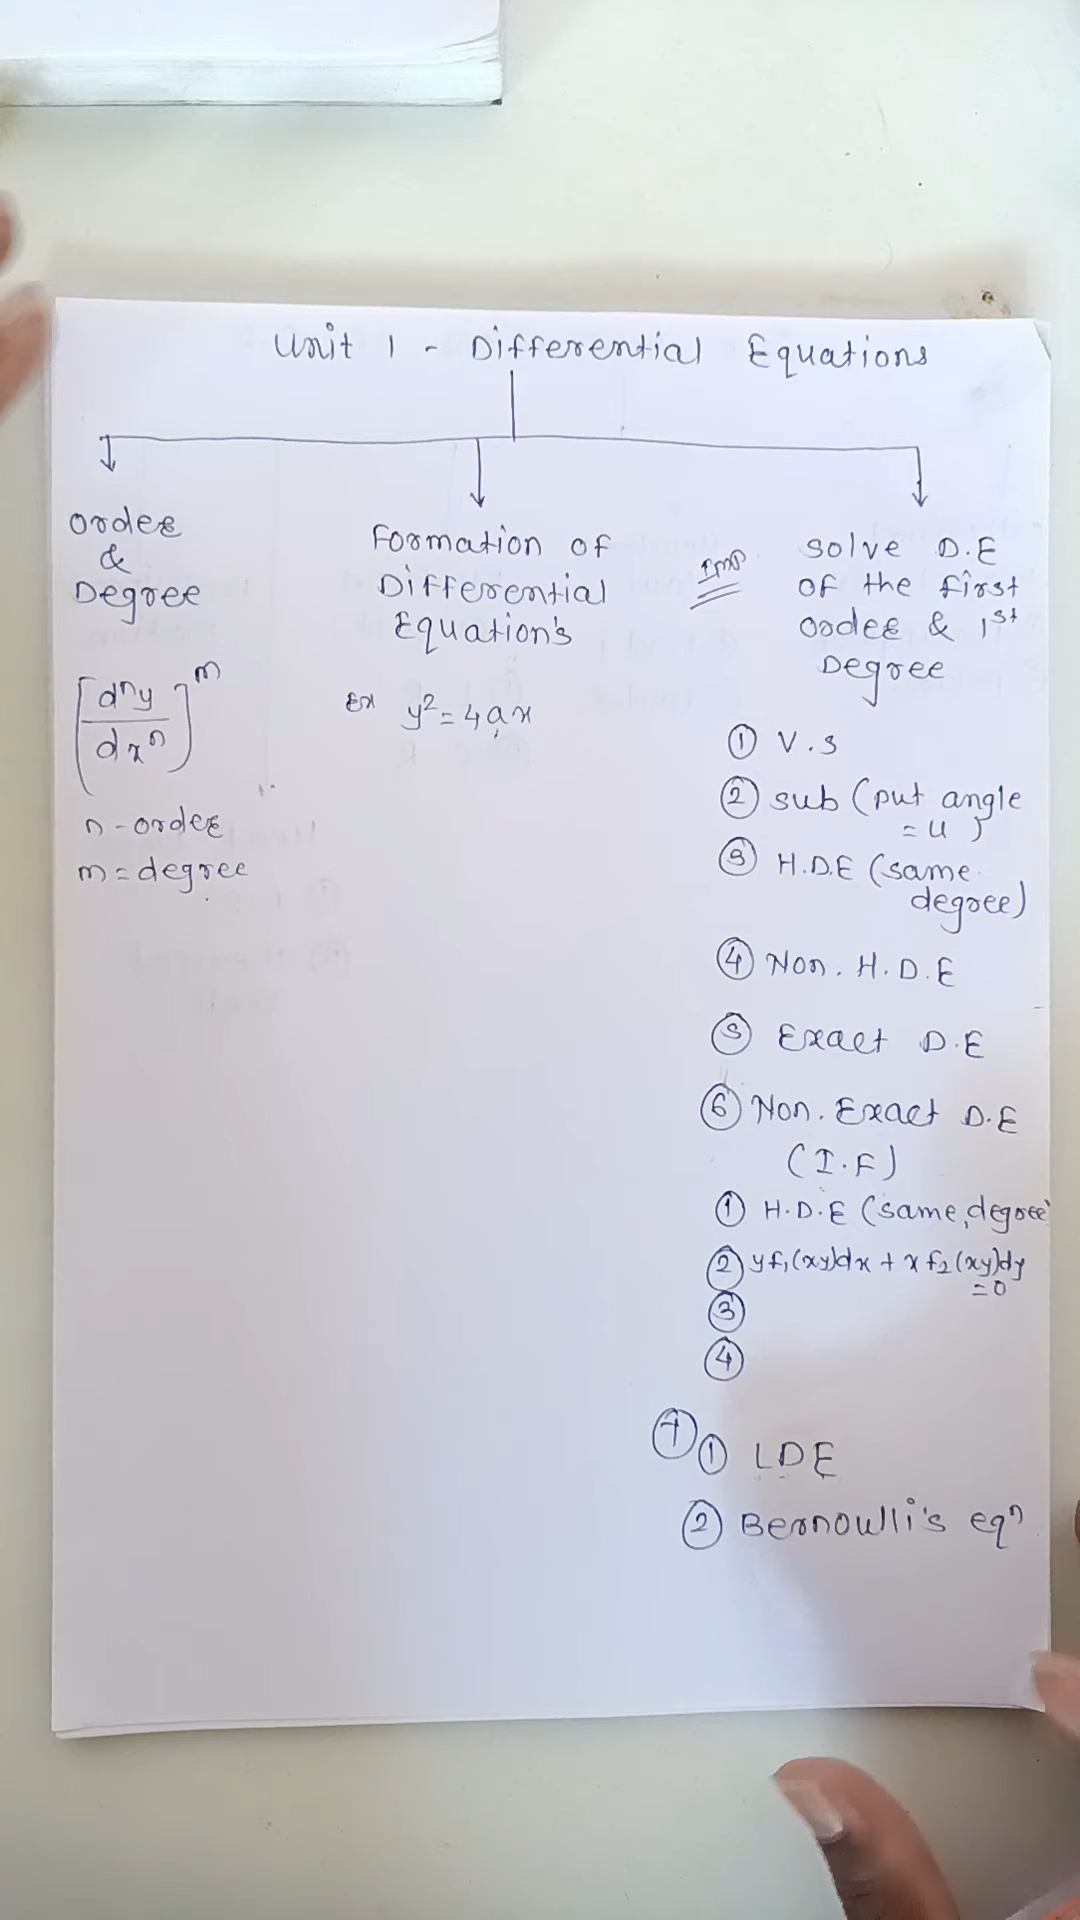 Unit 1 - Differential Equations
Order
&
Degree
[dⁿy/dxⁿ]ᵐ
n - order
m = degree
Formation of
Differential
Equation's
Ex y² = 4ax
Imp
Solve D.E
of the first
order & 1st
Degree
① V.S
② Sub (put angle
= u)
③ H.D.E (same
degree)
④ Non. H.D.E
⑤ Exact D.E
⑥ Non. Exact D.E
(I.F)
① H.D.E (same, degree
② yf₁(xy)dx + xf₂(xy)dy
= 0
③
④
⑦ ① LDE
② Bernoulli's eqⁿ